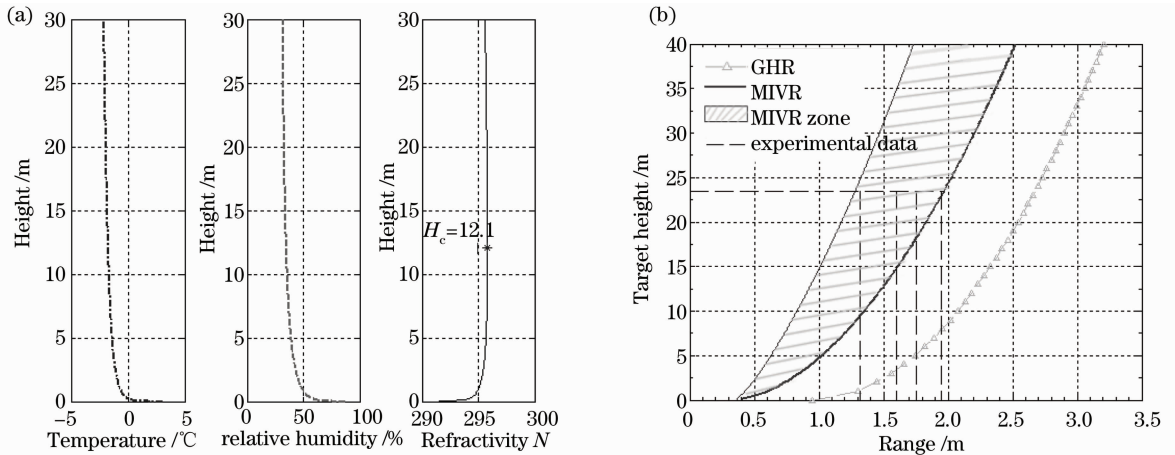 (a)
30
25
20
15
10
5
0
Height /m
-5 0 5
Temperature /℃
30
25
20
15
10
5
0
Height /m
0 50 100
relative humidity /%
30
25
20
15
10
5
0
Height /m
Hc=12.1
290 295 300
Refractivity N
(b)
40
35
30
25
20
15
10
5
0
Target height /m
GHR
MIVR
MIVR zone
experimental data
0 0.5 1.0 1.5 2.0 2.5 3.0 3.5
Range /m